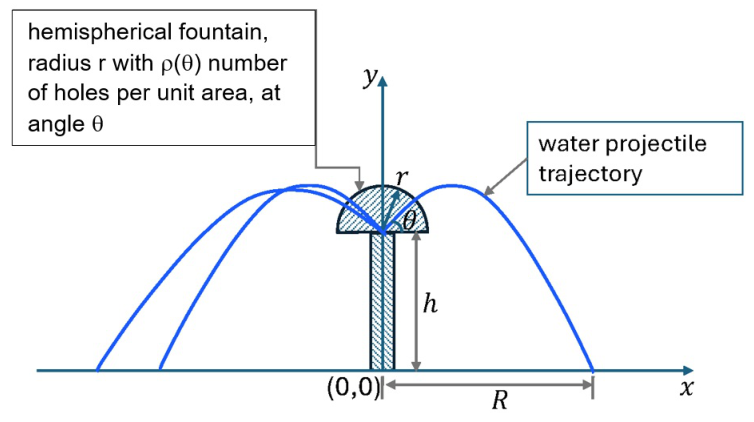 hemispherical fountain,
radius r with ρ(θ) number
of holes per unit area, at
angle θ
y
water projectile
trajectory
r
θ
h
(0,0)
R
x